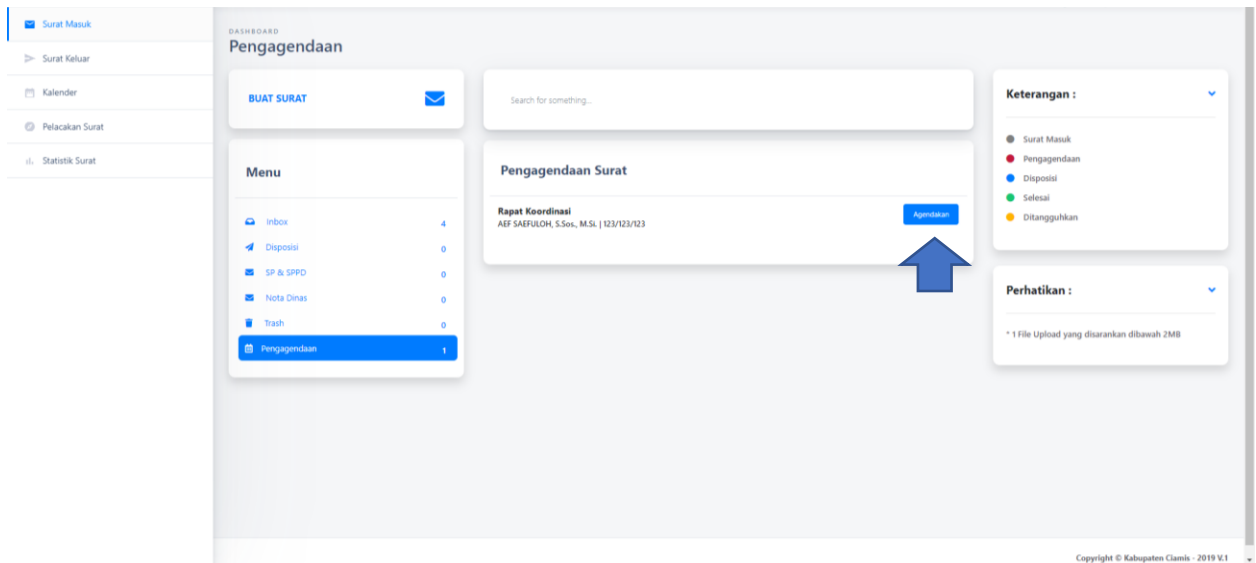 Surat Masuk
Surat Keluar
Kalender
Pelacakan Surat
Statistik Surat
DASHBOARD
Pengagendaan
BUAT SURAT
Menu
Inbox 4
Disposisi 0
SP & SPPD 0
Nota Dinas 0
Trash 0
Pengagendaan 1
Search for something...
Pengagendaan Surat
Rapat Koordinasi
AEF SAEFULOH, S.Sos., M.Si. | 123/123/123
Agendakan
Keterangan :
Surat Masuk
Pengagendaan
Disposisi
Selesai
Ditangguhkan
Perhatikan :
* 1 File Upload yang disarankan dibawah 2MB
Copyright © Kabupaten Ciamis - 2019 V.1